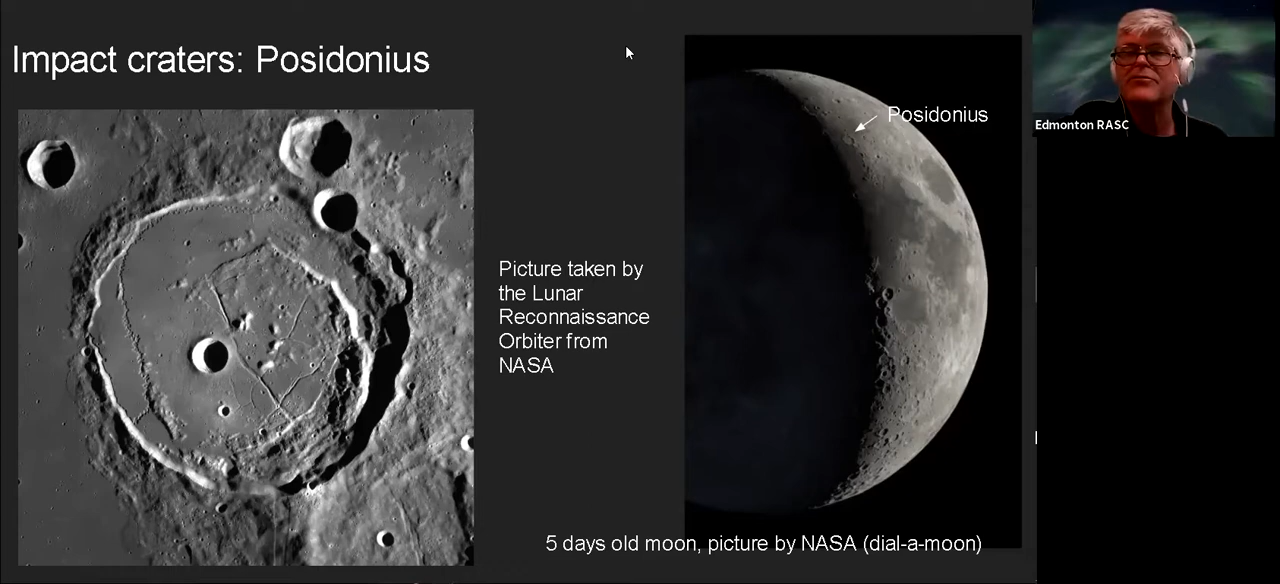 Impact craters: Posidonius
Posidonius
Edmonton RASC
Picture taken by
the Lunar
Reconnaissance
Orbiter from
NASA
5 days old moon, picture by NASA (dial-a-moon)